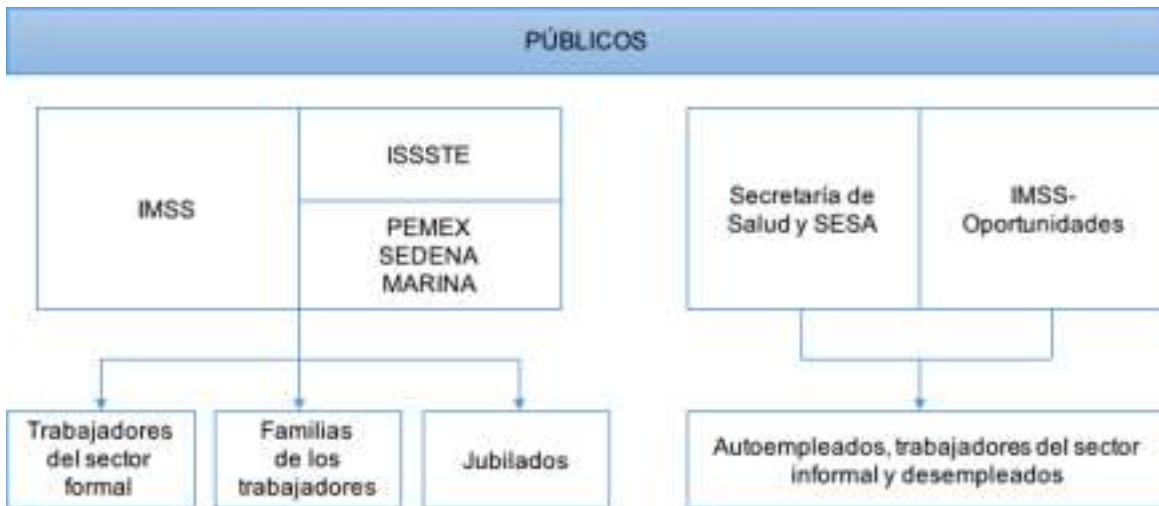 PÚBLICOS
IMSS
ISSSTE
PEMEX
SEDENA
MARINA
Secretaría de
Salud y SESA
IMSS-
Oportunidades
Trabajadores
del sector
formal
Familias
de los
trabajadores
Jubilados
Autoempleados, trabajadores del sector
informal y desempleados